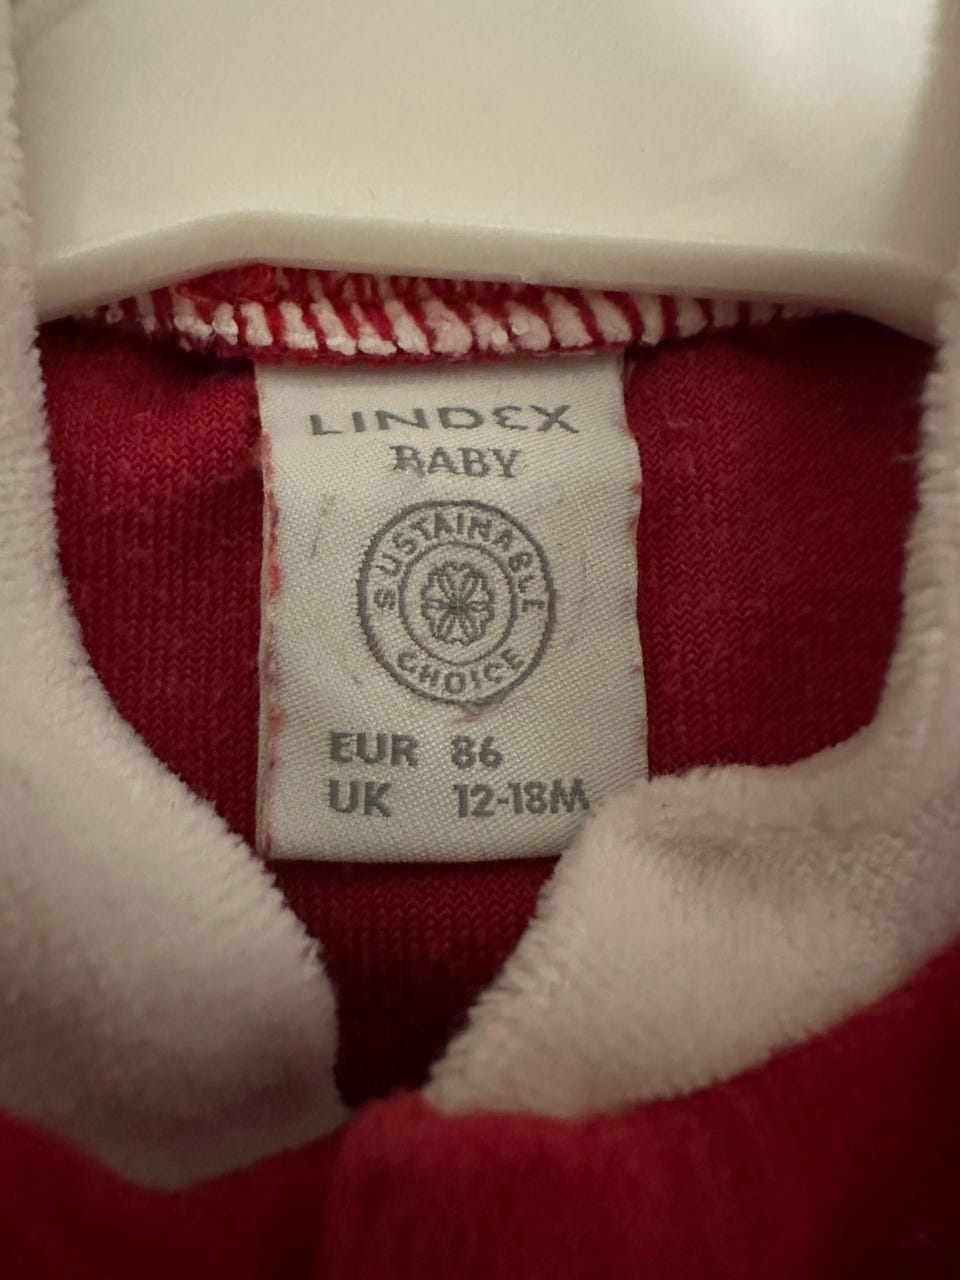 LINDEX
BABY
SUSTAINABLE
CHOICE
EUR 86
UK 12-18M